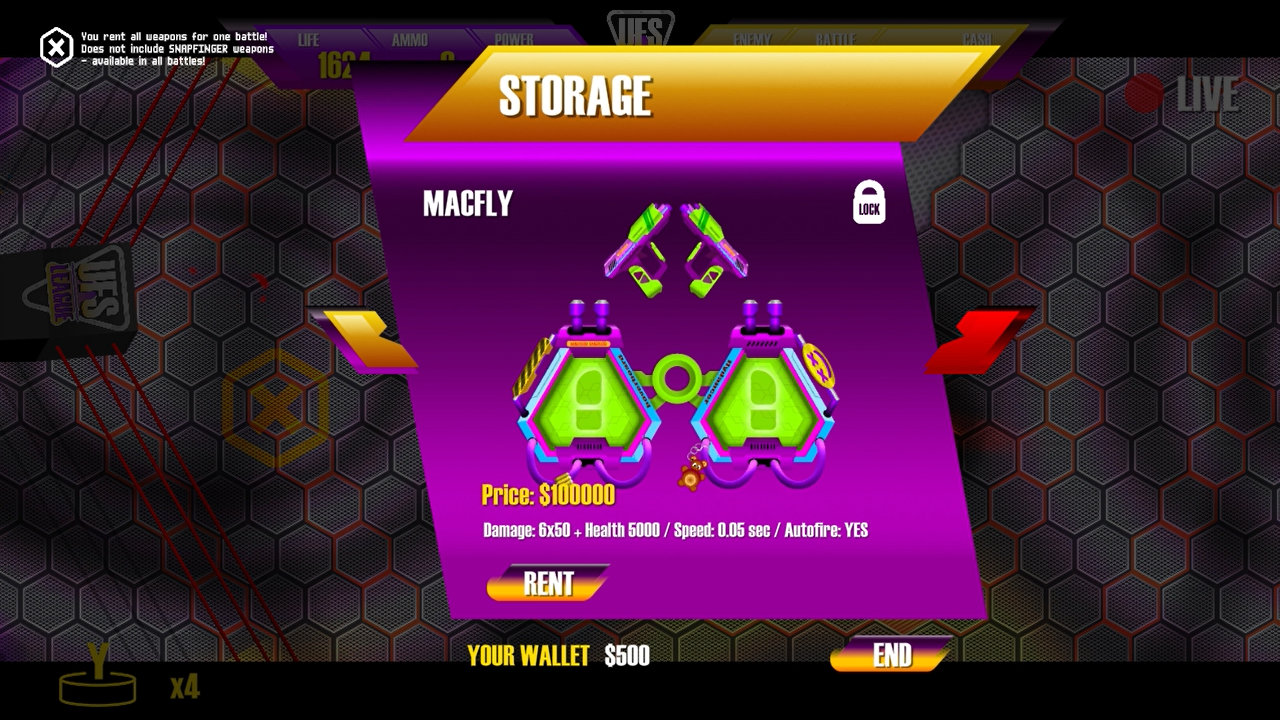 You rent all weapons for one battle!
Does not include SNAPFINGER weapons
- available in all battles!
LIFE
AMMO
POWER
UFS
ENEMY
BATTLE
CASH
STORAGE
LIVE
MACFLY
LOCK
UFS
LEAGUE
Price: $100000
Damage: 6x50 + Health 5000 / Speed: 0.05 sec / Autofire: YES
RENT
YOUR WALLET $500
END
Y
x4